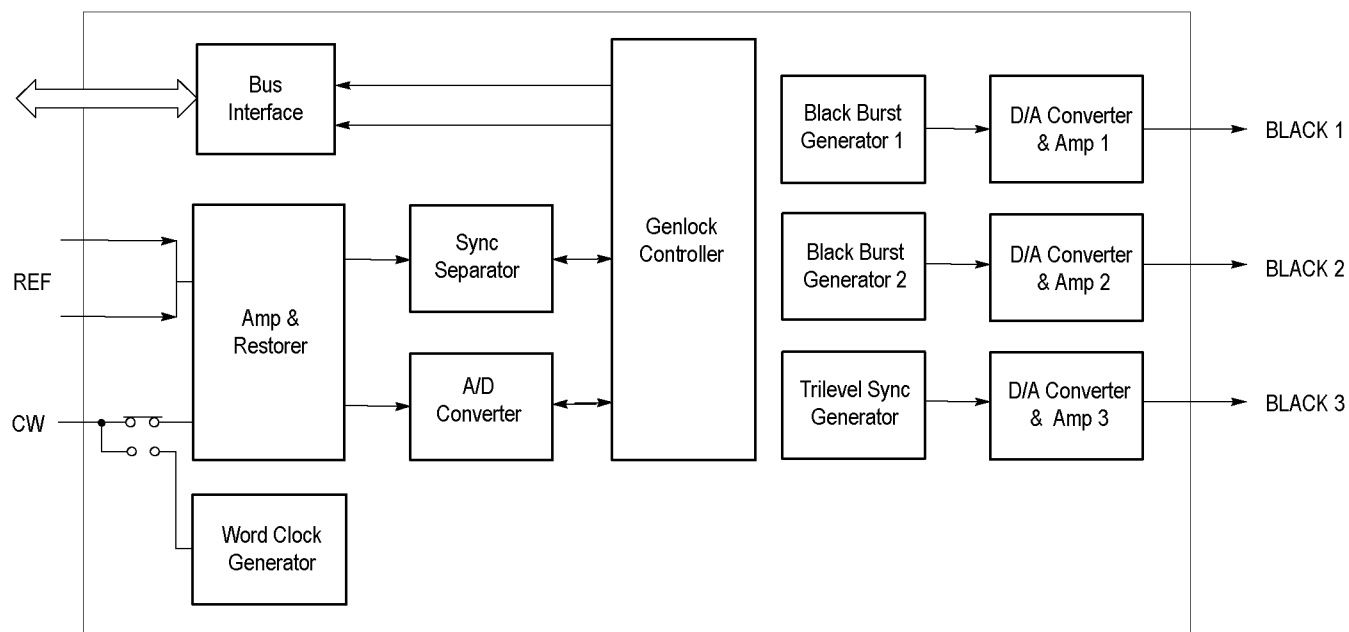 Bus
Interface
REF
CW
Amp &
Restorer
Sync
Separator
A/D
Converter
Word Clock
Generator
Genlock
Controller
Black Burst
Generator 1
D/A Converter
& Amp 1
BLACK 1
Black Burst
Generator 2
D/A Converter
& Amp 2
BLACK 2
Trilevel Sync
Generator
D/A Converter
& Amp 3
BLACK 3